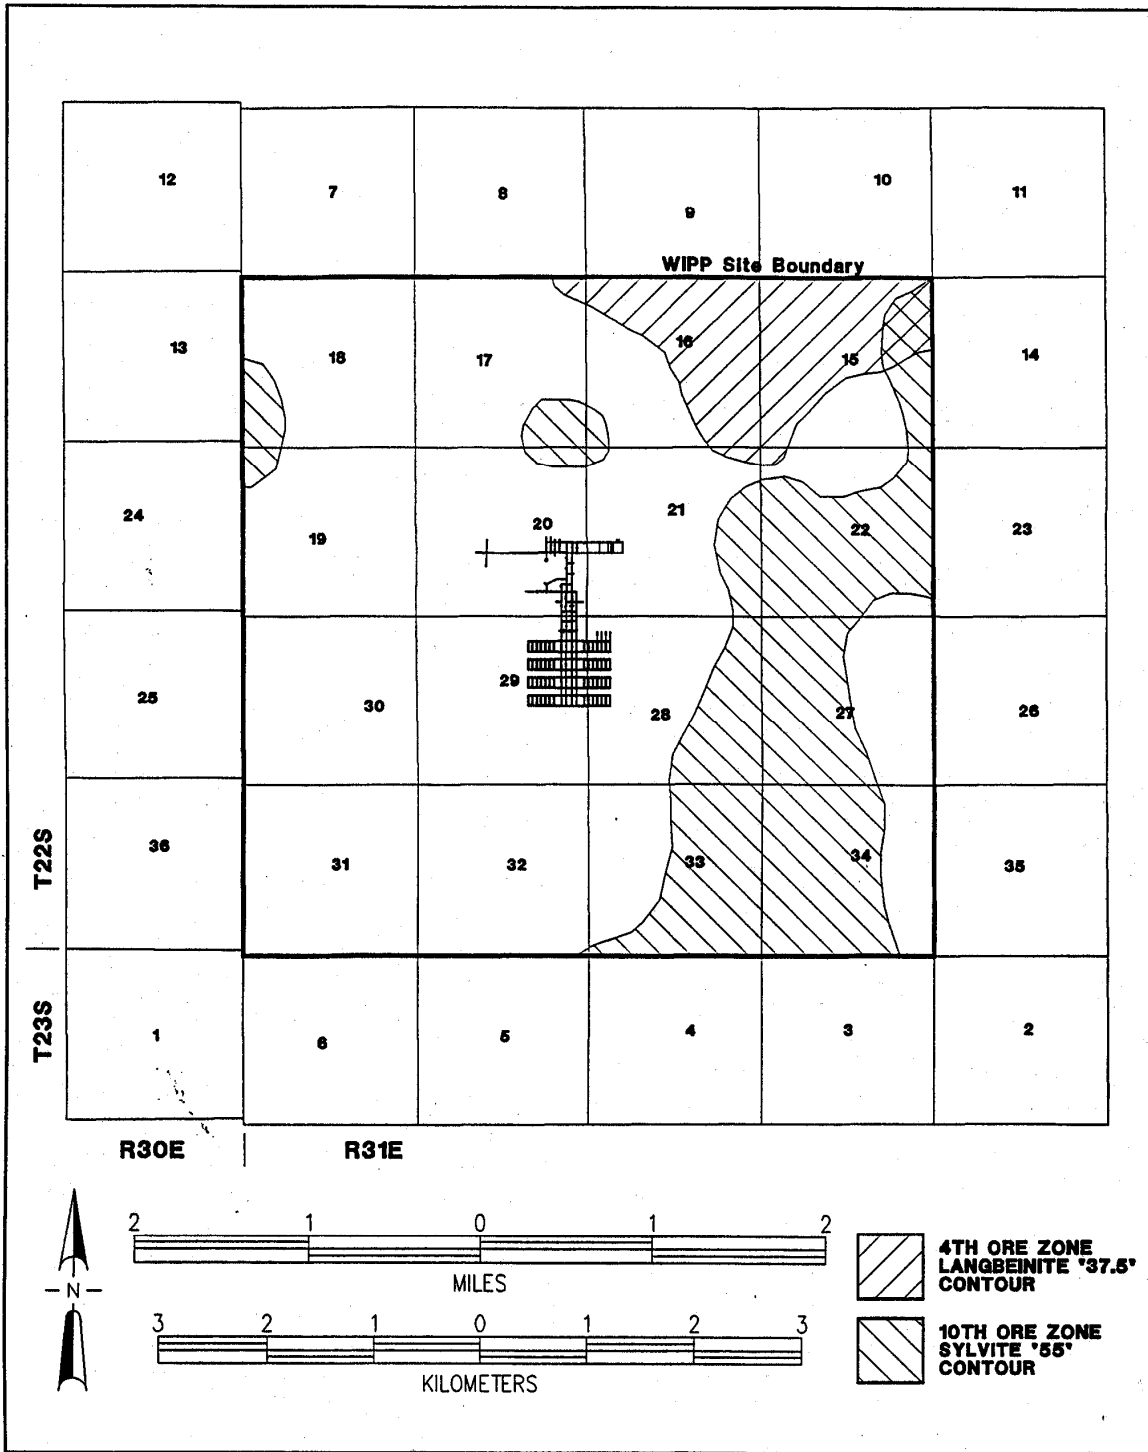 12
7
8
9
10
11
WIPP Site Boundary
13
18
17
16
15
14
24
19
20
21
22
23
25
30
29
28
27
26
T22S
36
31
32
33
34
35
T23S
1
6
5
4
3
2
R30E
R31E
2 1 0 1 2
MILES
N
3 2 1 0 1 2 3
KILOMETERS
4TH ORE ZONE
LANGBEINITE "37.5"
CONTOUR
10TH ORE ZONE
SYLVITE "55"
CONTOUR